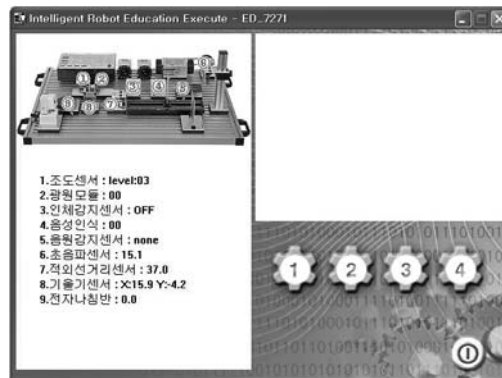 Intelligent Robot Education Execute - ED_7271
1.조도센서 : level:03
2.광원모듈 : 00
3.인체감지센서 : OFF
4.음성인식 : 00
5.음원감지센서 : none
6.초음파센서 : 15.1
7.적외선거리센서 : 37.0
8.기울기센서 : X:15.9 Y:-4.2
9.전자나침반 : 0.0
1 2 3 4